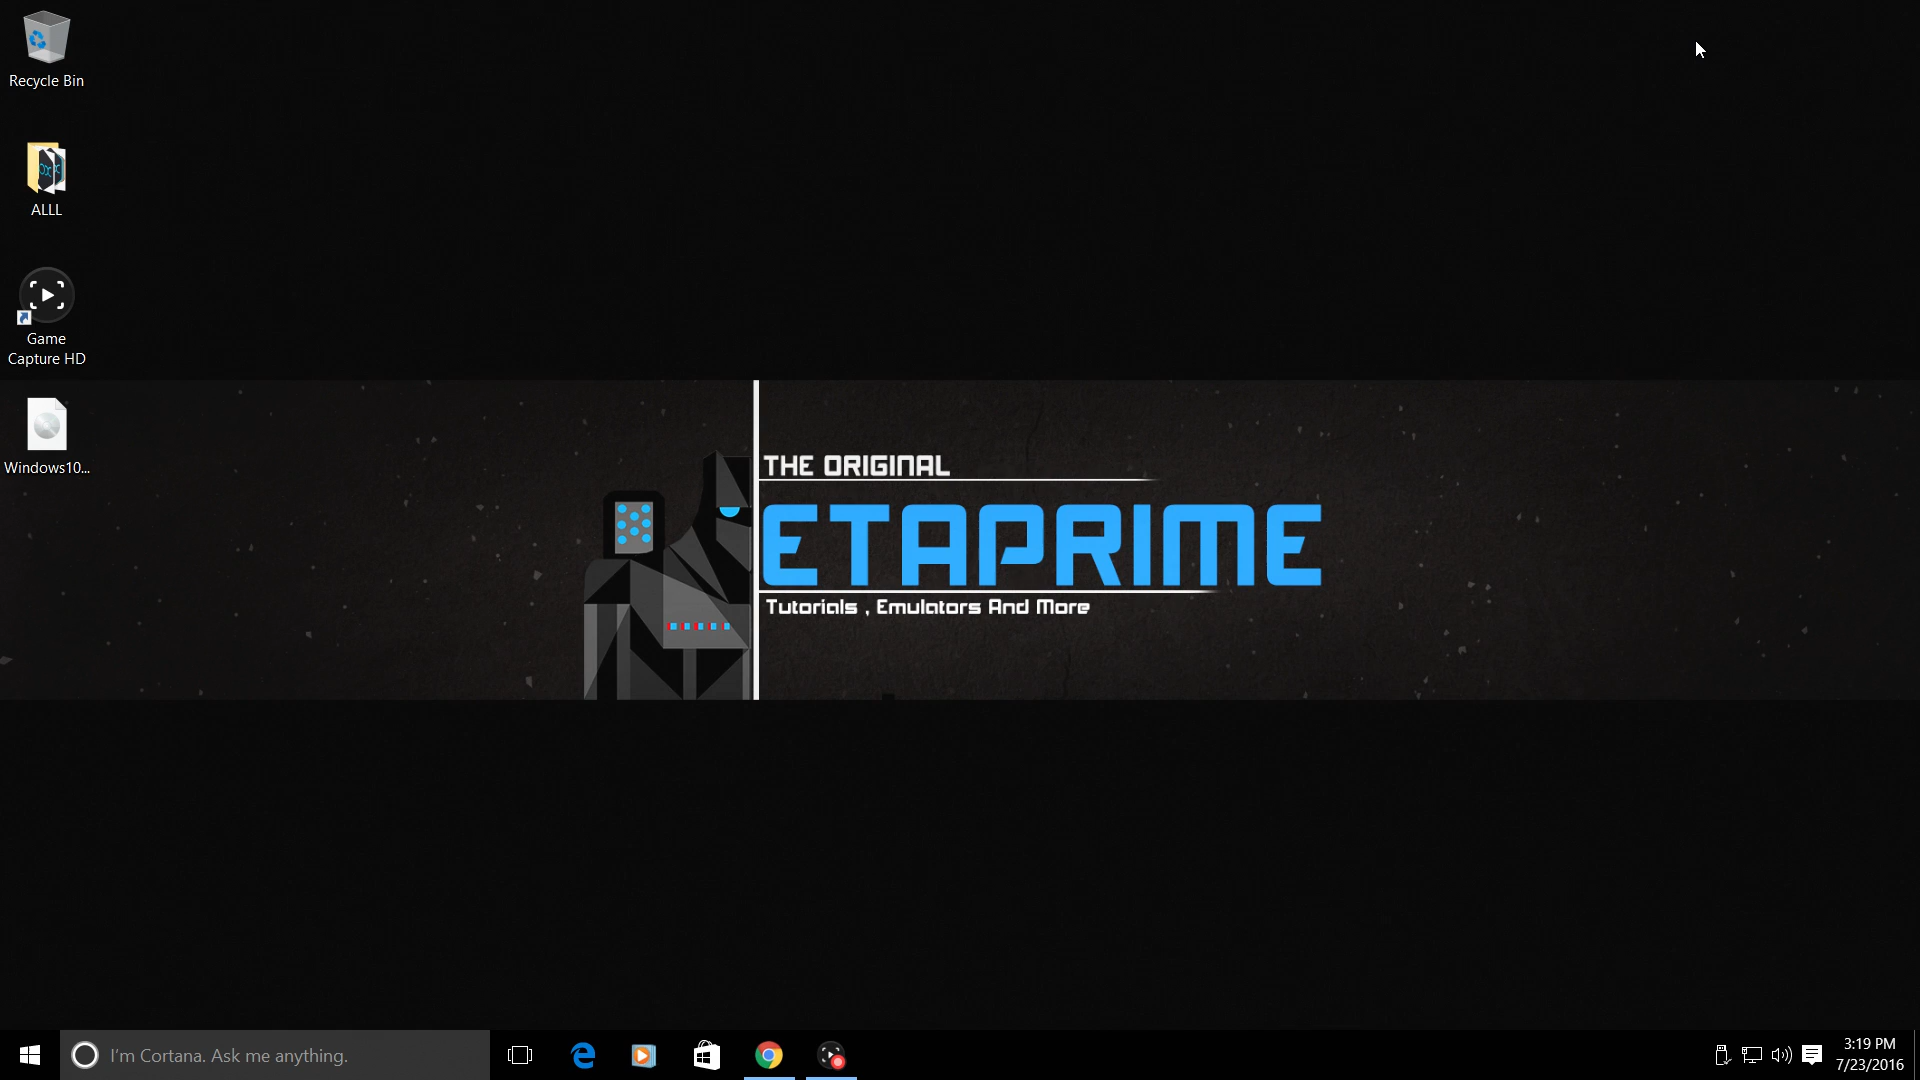 Recycle Bin
ALLL
Game
Capture HD
Windows10...
THE ORIGINAL
ETAPRIME
Tutorials , Emulators And More
I'm Cortana. Ask me anything.
3:19 PM
7/23/2016